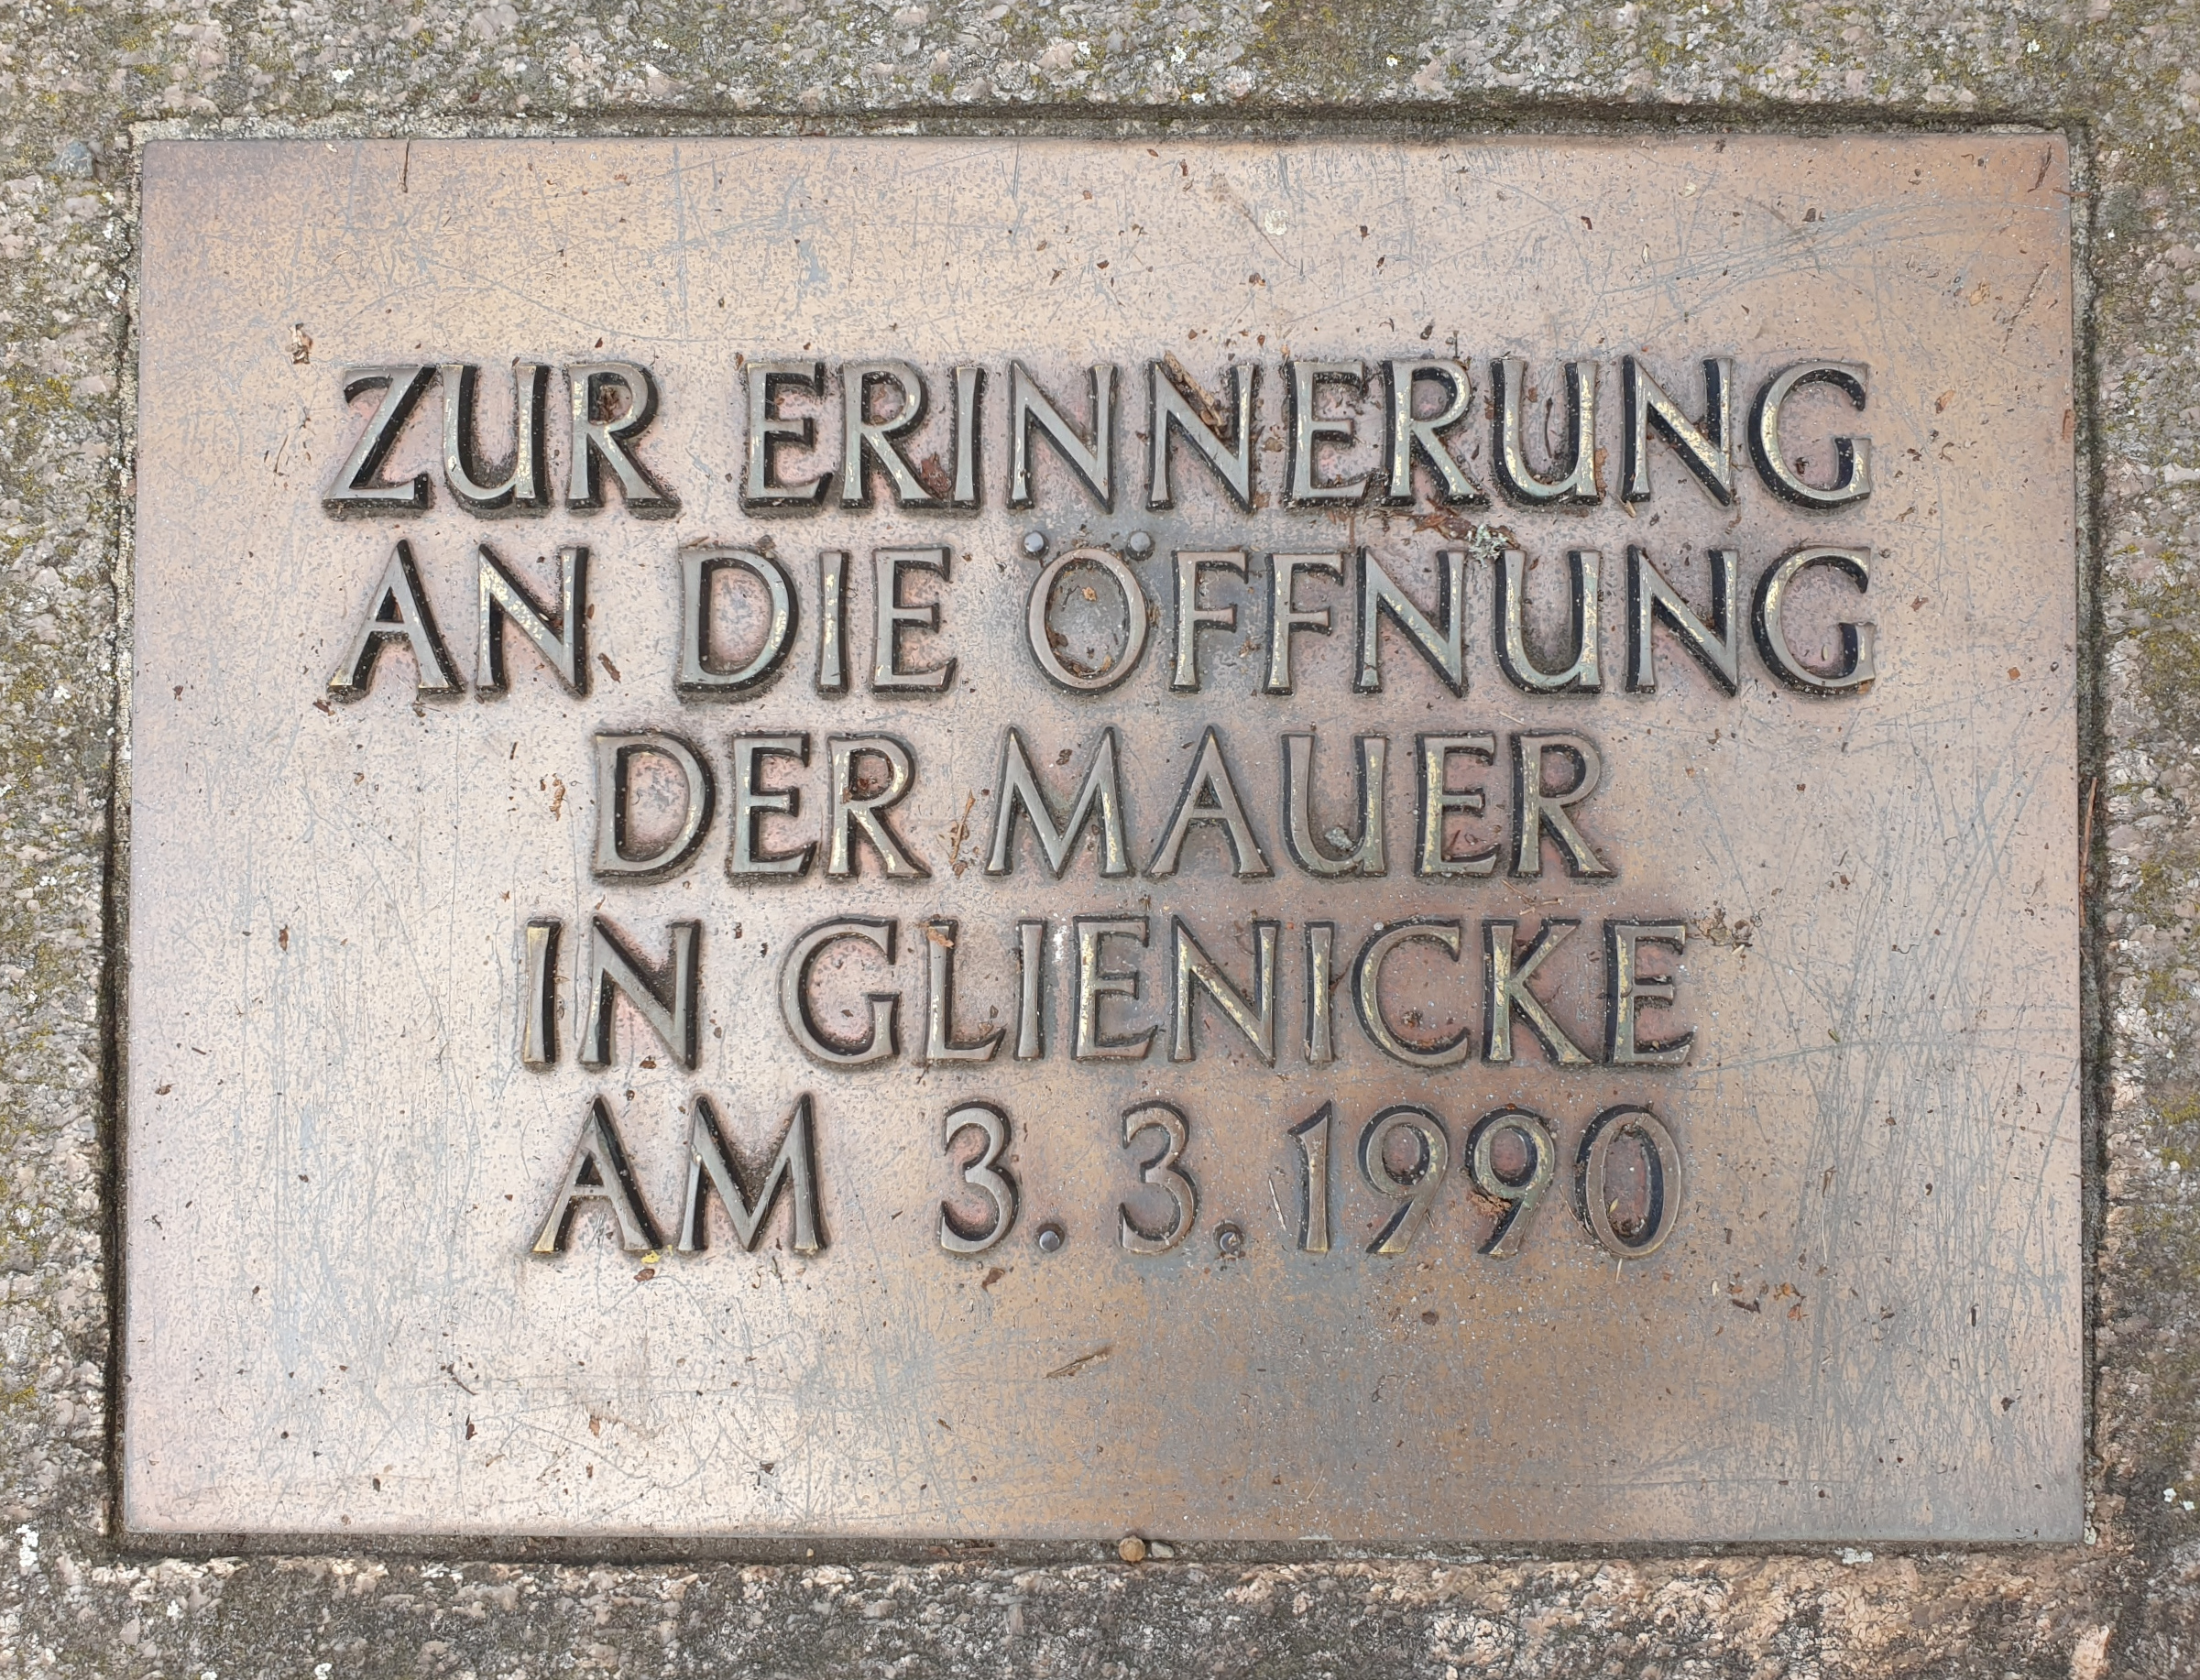 ZUR ERINNERUNG
AN DIE ÖFFNUNG
DER MAUER
IN GLIENICKE
AM 3.3.1990